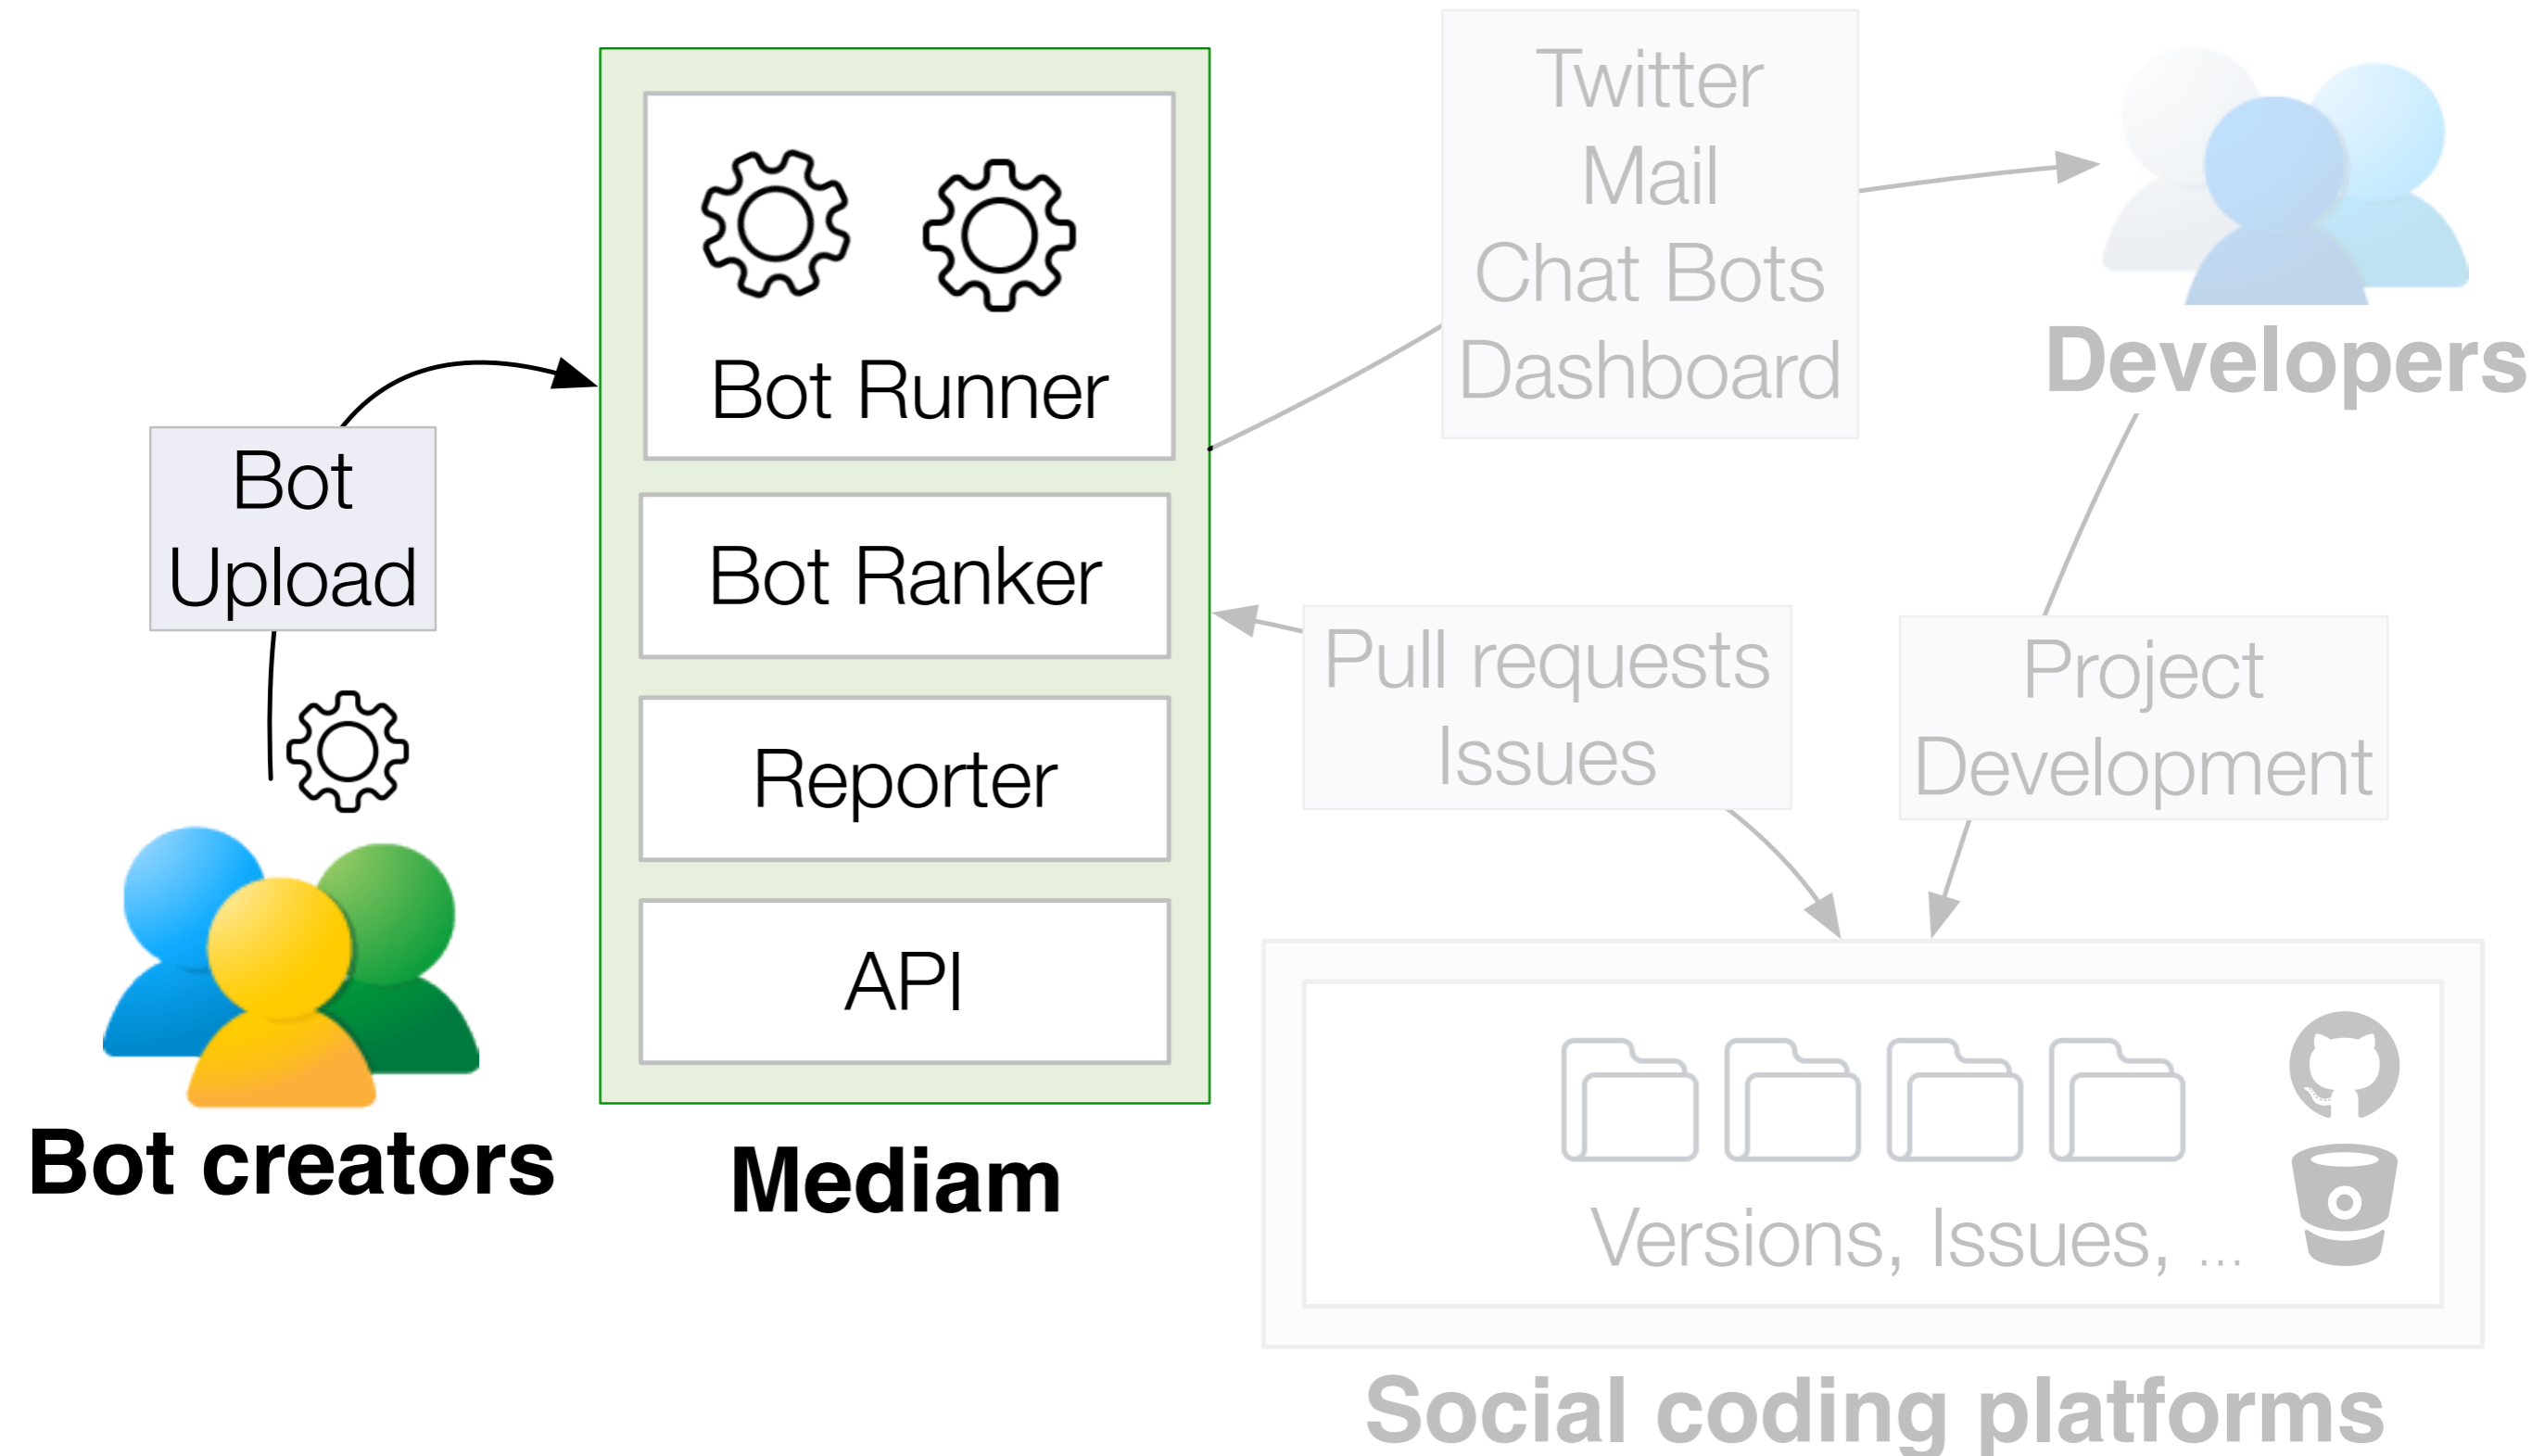 Bot
Upload
Bot creators
Bot Runner
Bot Ranker
Reporter
API
Mediam
Twitter
Mail
Chat Bots
Dashboard
Developers
Pull requests
Issues
Project
Development
Versions, Issues, ...
Social coding platforms